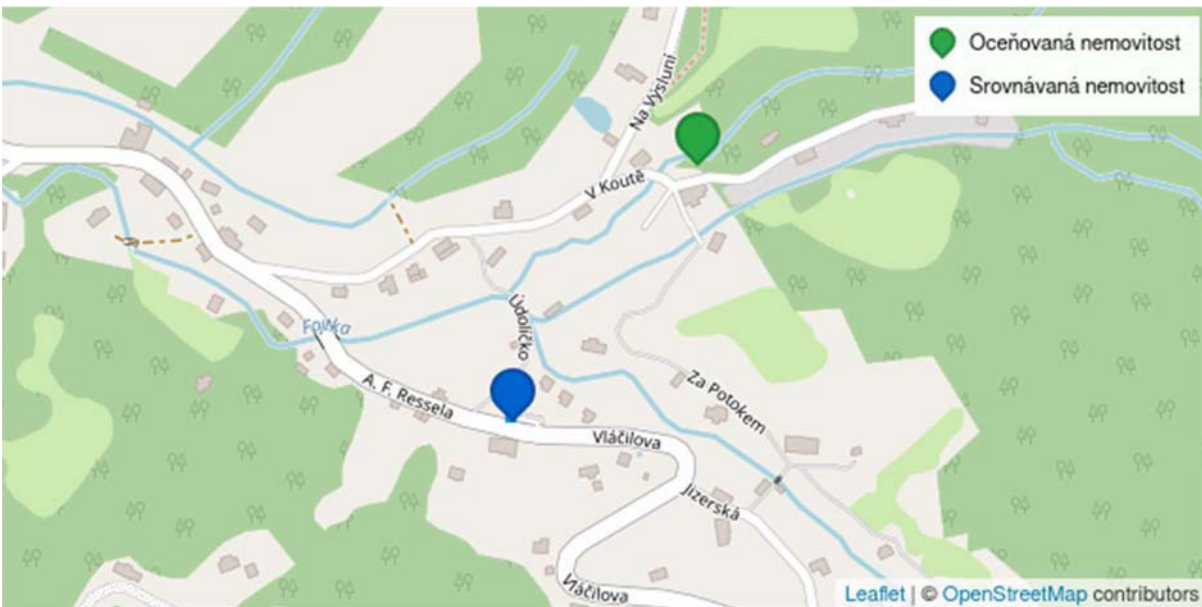 Oceňovaná nemovitost
Srovnávaná nemovitost
Na Výsluní
V Koutě
Údolíčko
Fojtka
A. F. Ressela
Za Potokem
Vláčilova
Jizerská
Vláčilova
Leaflet | © OpenStreetMap contributors